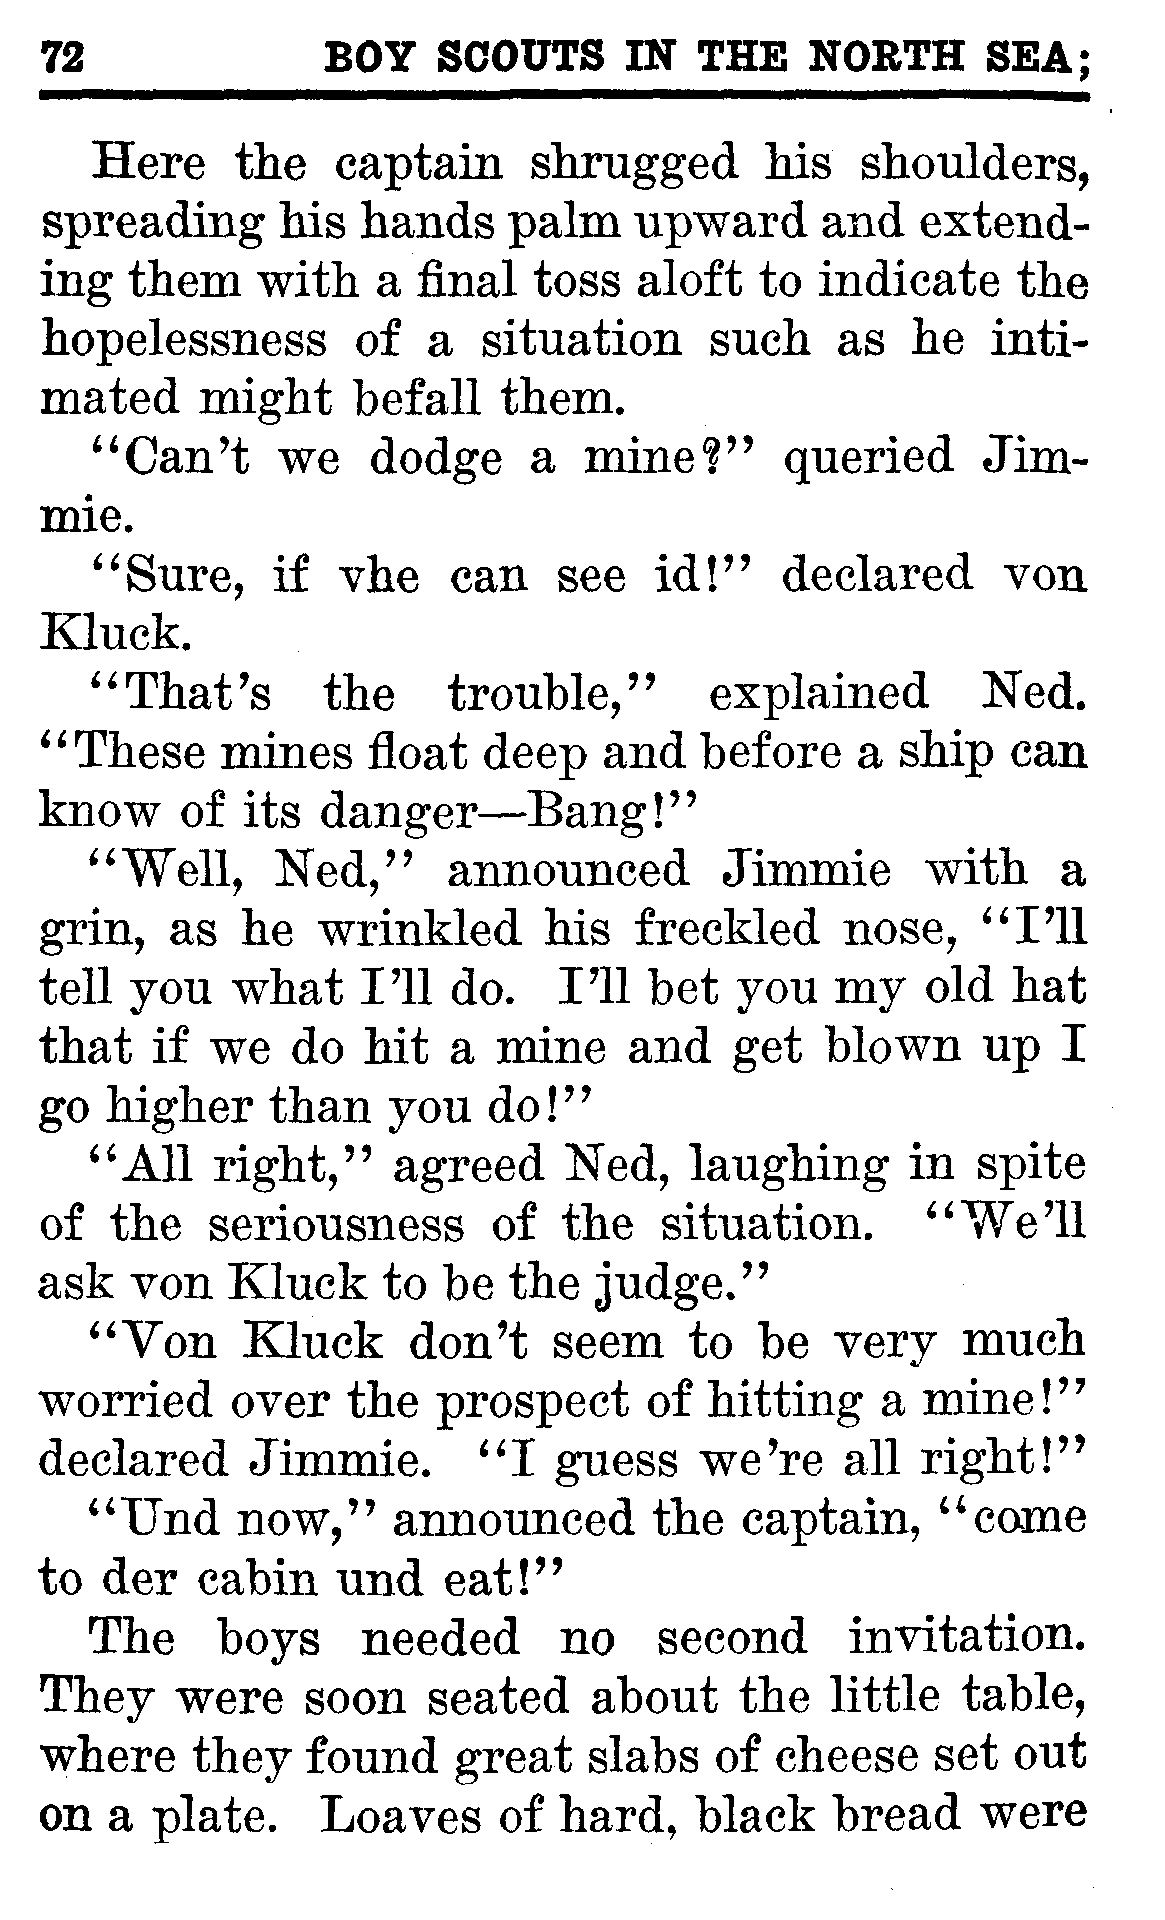 72 BOY SCOUTS IN THE NORTH SEA;
Here the captain shrugged his shoulders,
spreading his hands palm upward and extend-
ing them with a final toss aloft to indicate the
hopelessness of a situation such as he inti-
mated might befall them.
"Can't we dodge a mine?" queried Jim-
mie.
"Sure, if vhe can see id!" declared von
Kluck.
"That's the trouble," explained Ned.
"These mines float deep and before a ship can
know of its danger—Bang!"
"Well, Ned," announced Jimmie with a
grin, as he wrinkled his freckled nose, "I'll
tell you what I'll do. I'll bet you my old hat
that if we do hit a mine and get blown up I
go higher than you do!"
"All right," agreed Ned, laughing in spite
of the seriousness of the situation. "We'll
ask von Kluck to be the judge."
"Von Kluck don't seem to be very much
worried over the prospect of hitting a mine!"
declared Jimmie. "I guess we're all right!"
"Und now," announced the captain, "come
to der cabin und eat!"
The boys needed no second invitation.
They were soon seated about the little table,
where they found great slabs of cheese set out
on a plate. Loaves of hard, black bread were